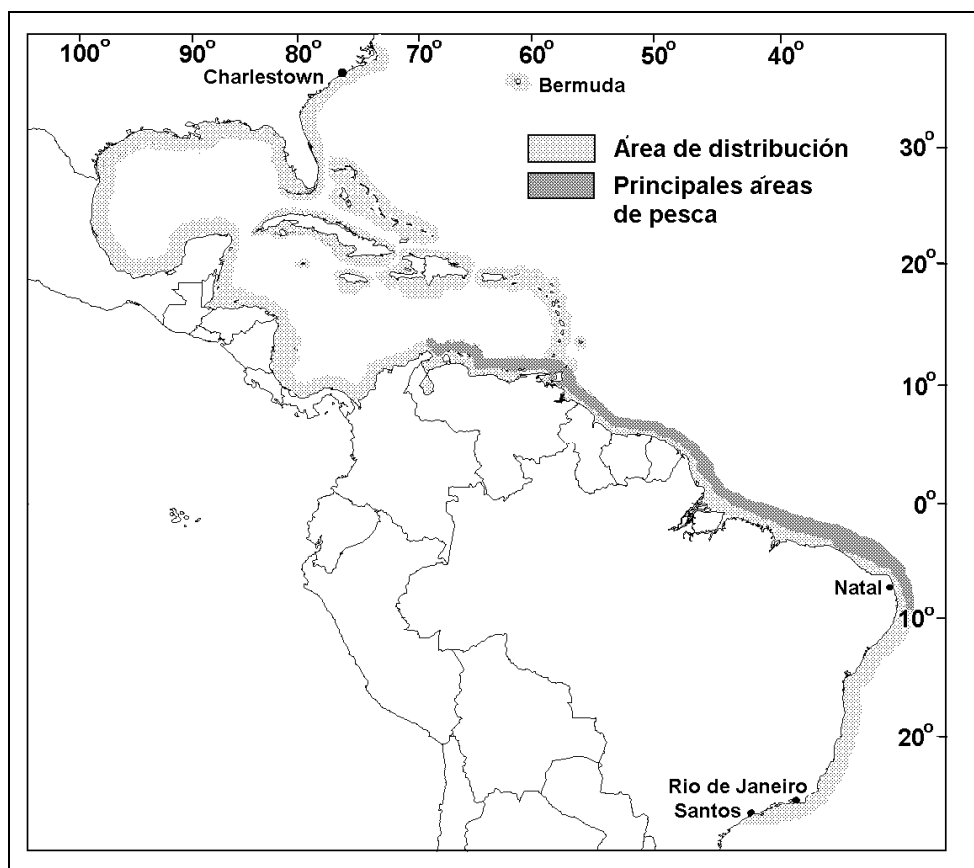 100° 90° 80° 70° 60° 50° 40°
Charlestown
Bermuda
Área de distribución
30°
Principales áreas
de pesca
20°
10°
0°
Natal
10°
20°
Rio de Janeiro
Santos